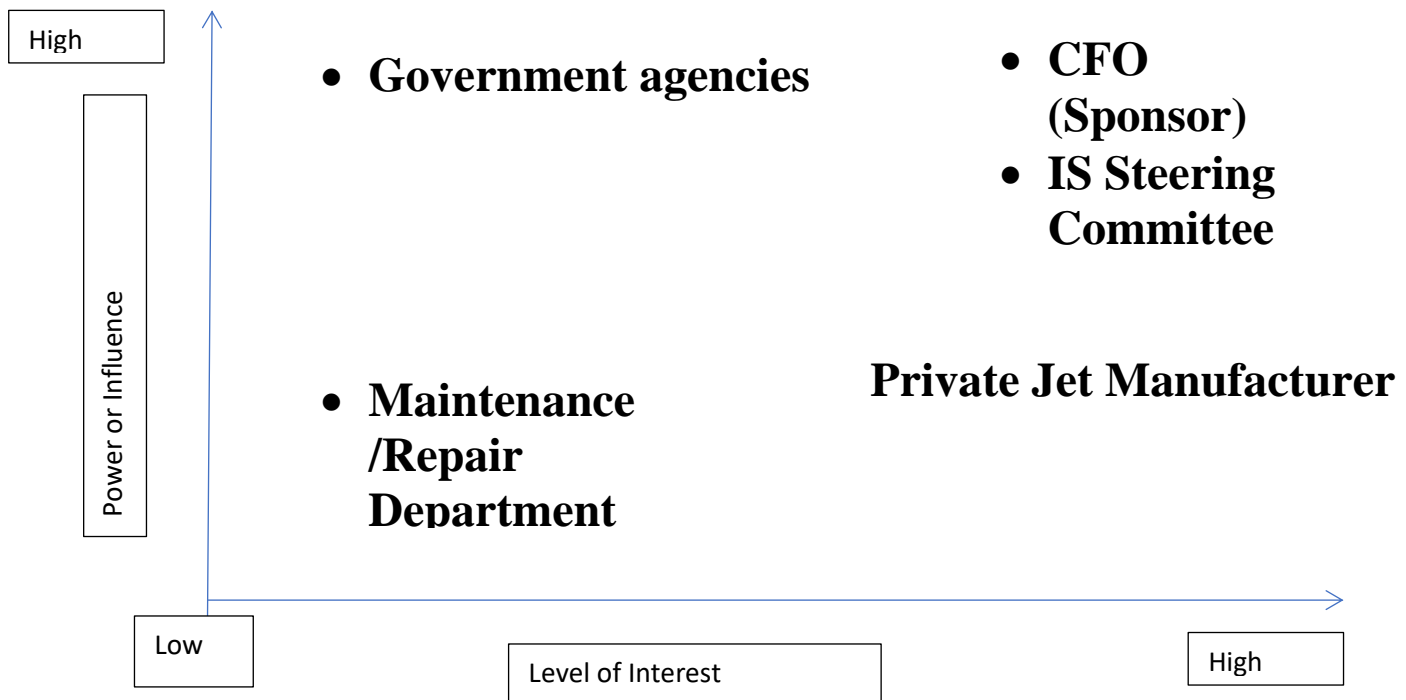 High
• Government agencies
• CFO
(Sponsor)
• IS Steering
Committee
Power or Influence
• Maintenance
/Repair
Department
Private Jet Manufacturer
Low
Level of Interest
High